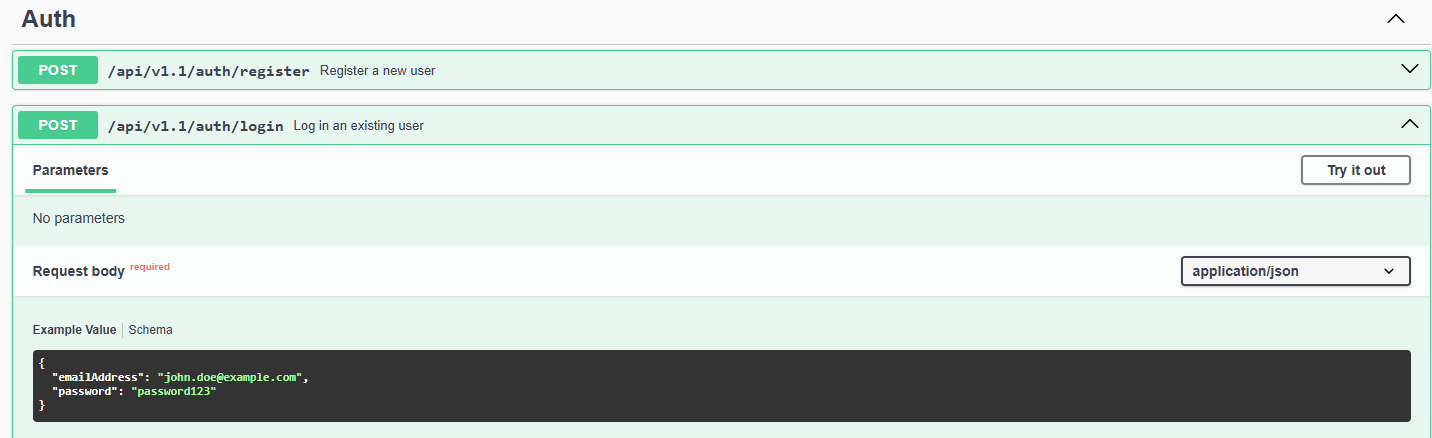 Auth
POST /api/v1.1/auth/register Register a new user
POST /api/v1.1/auth/login Log in an existing user
Parameters Try it out
No parameters
Request body required application/json
Example Value Schema
{
"emailAddress": "john.doe@example.com",
"password": "password123"
}